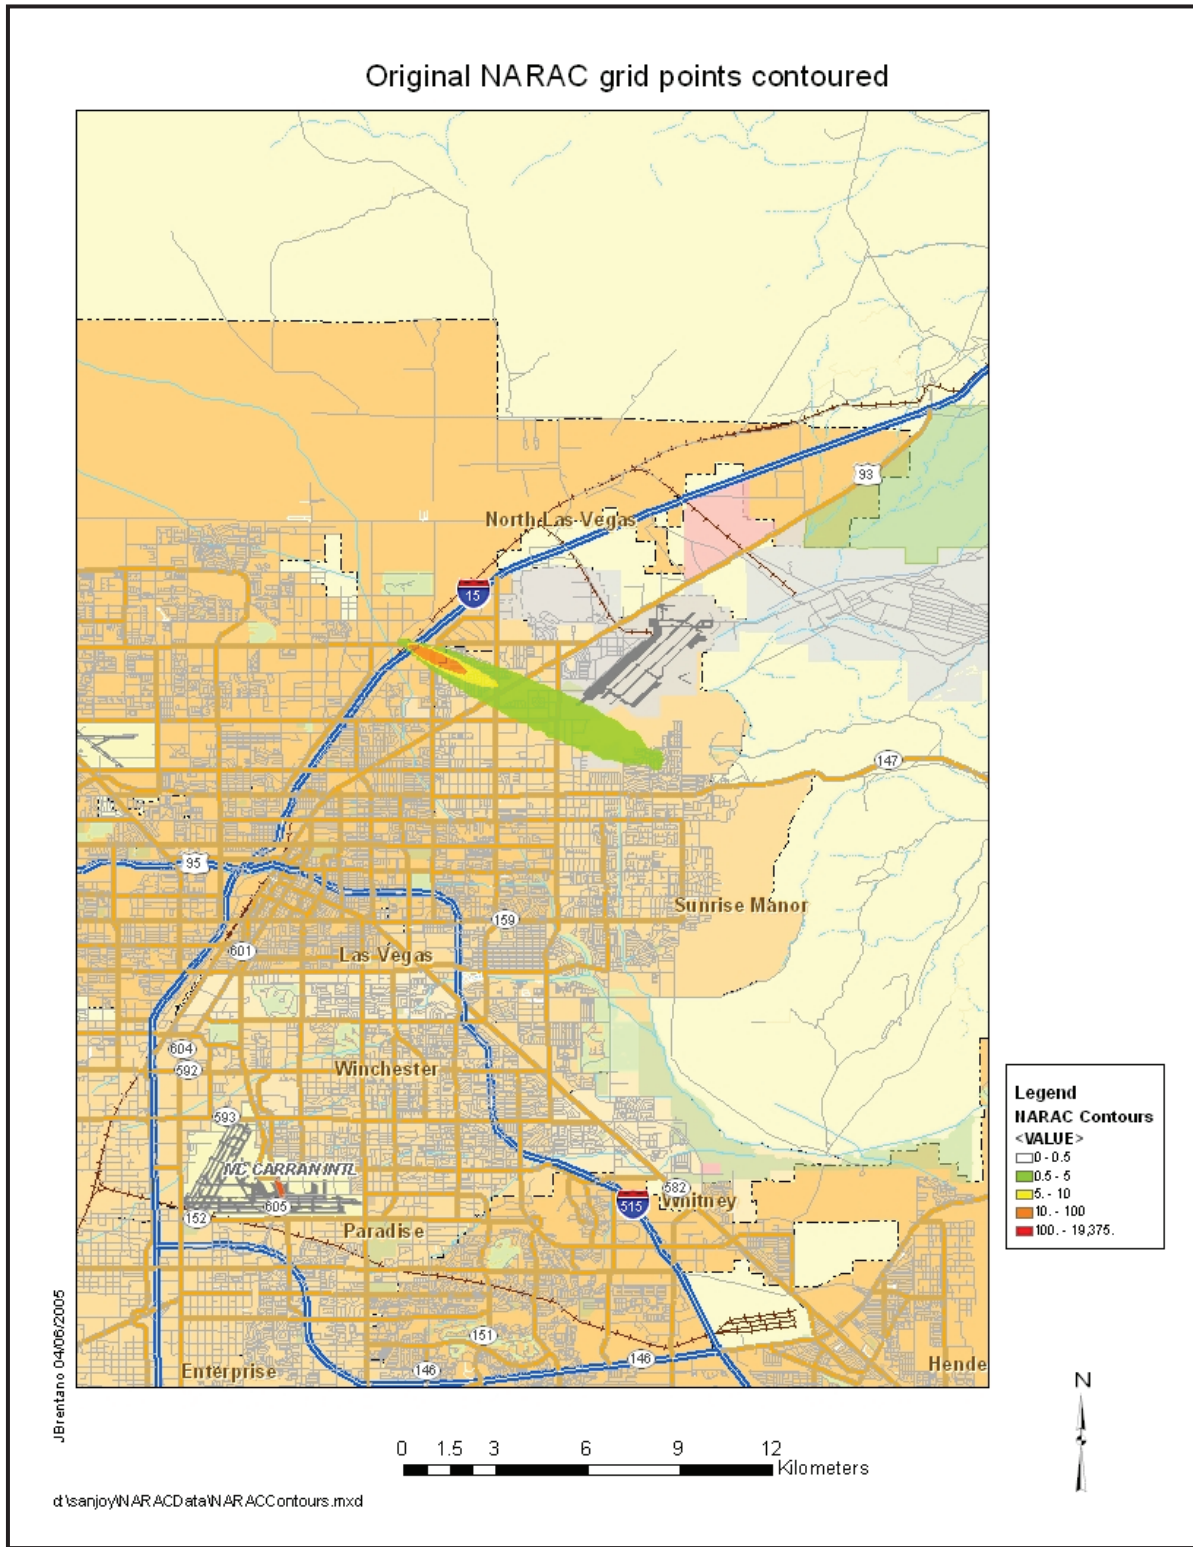 Original NARAC grid points contoured
93
North Las Vegas
15
147
95
159
Sunrise Manor
601
Las Vegas
604
592
Winchester
593
MC CARRAN INTL
582
Whitney
605
515
152
Paradise
151
146
146
Enterprise
Hende
Legend
NARAC Contours
<VALUE>
0 - 0.5
0.5 - 5
5. - 10
10. - 100
100. - 19,375.
JBrentano 04/06/2005
N
0 1.5 3 6 9 12
Kilometers
d:\sanjoy\NARACData\NARACContours.mxd